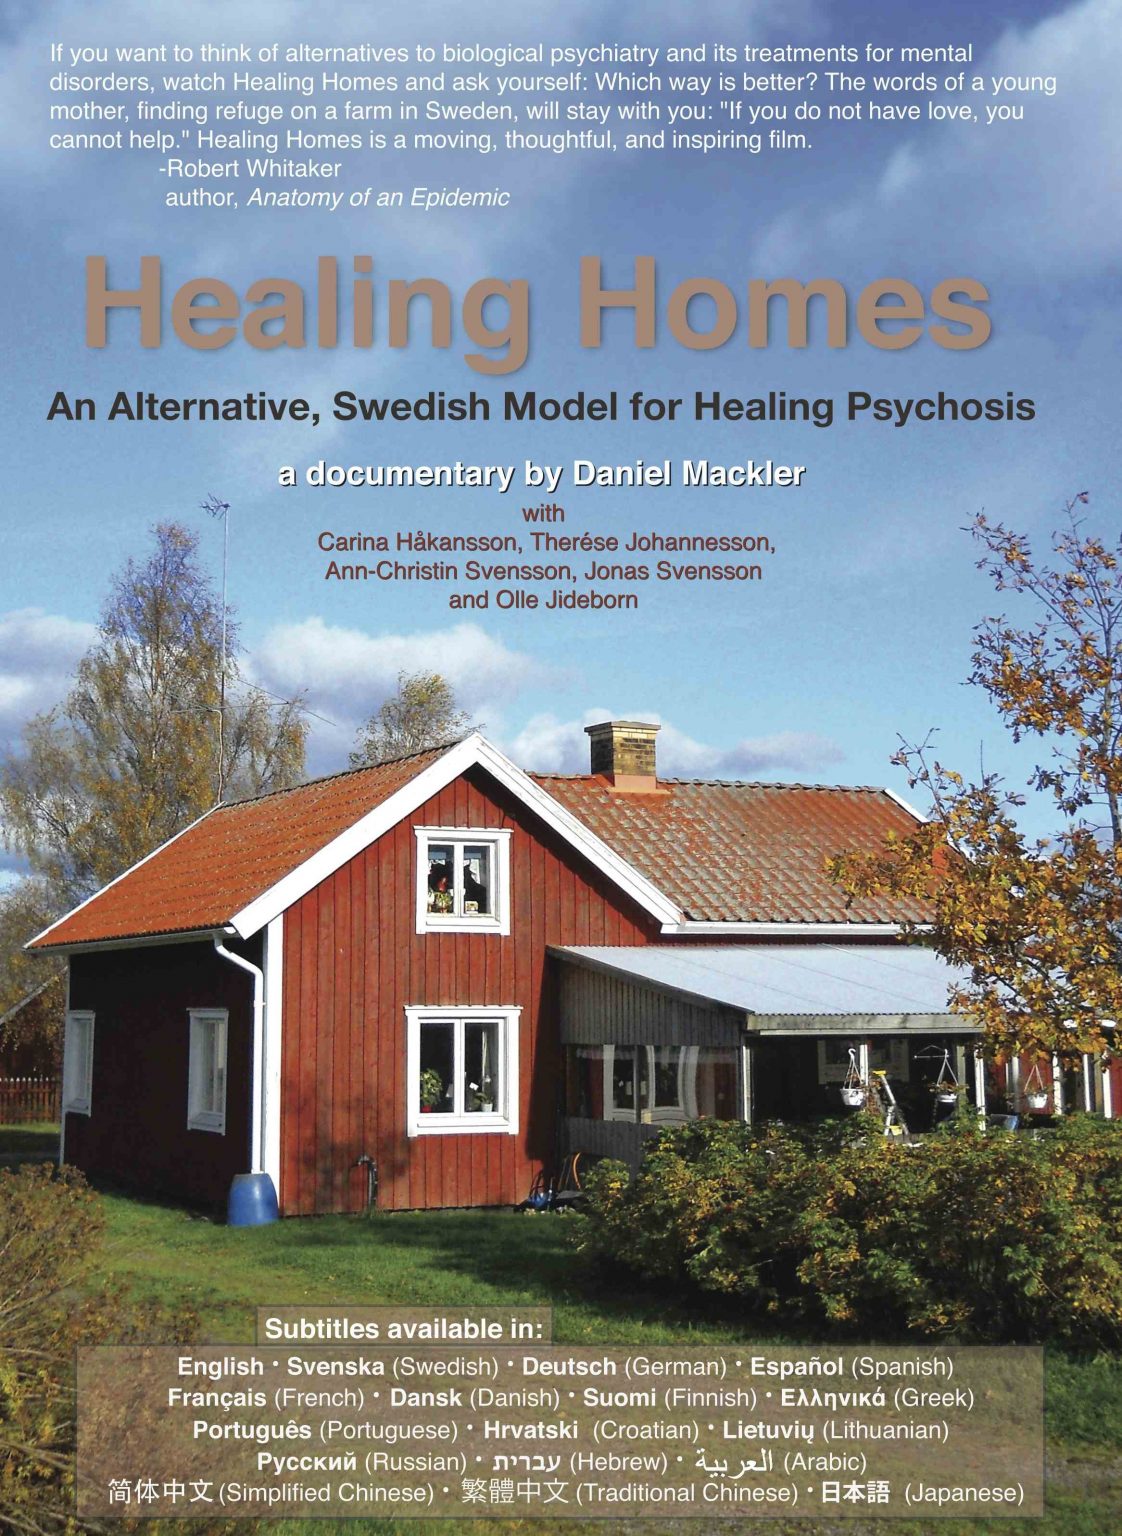 If you want to think of alternatives to biological psychiatry and its treatments for mental
disorders, watch Healing Homes and ask yourself: Which way is better? The words of a young
mother, finding refuge on a farm in Sweden, will stay with you: "If you do not have love, you
cannot help." Healing Homes is a moving, thoughtful, and inspiring film.
-Robert Whitaker
author, Anatomy of an Epidemic
Healing Homes
An Alternative, Swedish Model for Healing Psychosis
a documentary by Daniel Mackler
with
Carina Håkansson, Therése Johannesson,
Ann-Christin Svensson, Jonas Svensson
and Olle Jideborn
Subtitles available in:
English · Svenska (Swedish) · Deutsch (German) · Español (Spanish)
Français (French) · Dansk (Danish) · Suomi (Finnish) · Ελληνικά (Greek)
Português (Portuguese) · Hrvatski (Croatian) · Lietuvių (Lithuanian)
Русский (Russian) · עברית (Hebrew) · العربية (Arabic)
简体中文 (Simplified Chinese) · 繁體中文 (Traditional Chinese) · 日本語 (Japanese)